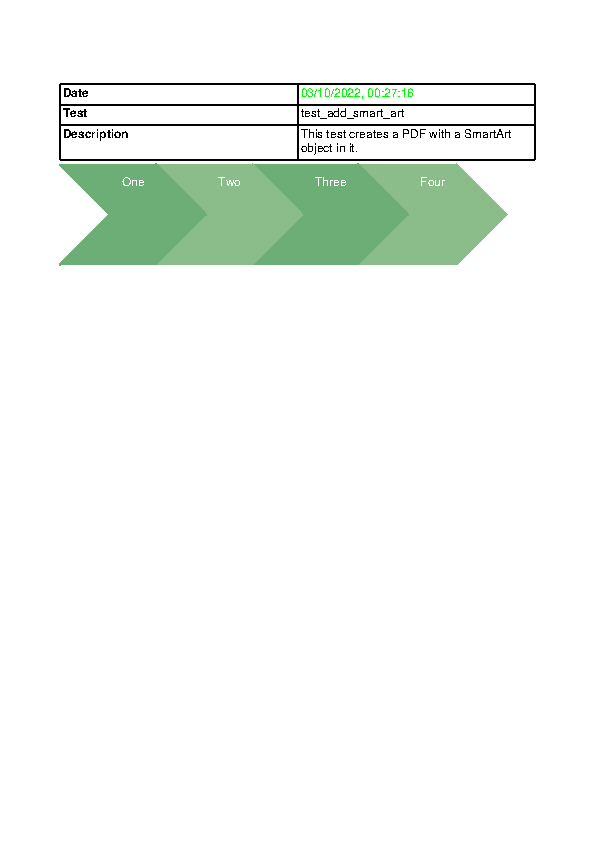 Date 03/10/2022, 00:27:18
Test test_add_smart_art
Description This test creates a PDF with a SmartArt
object in it.
One Two Three Four